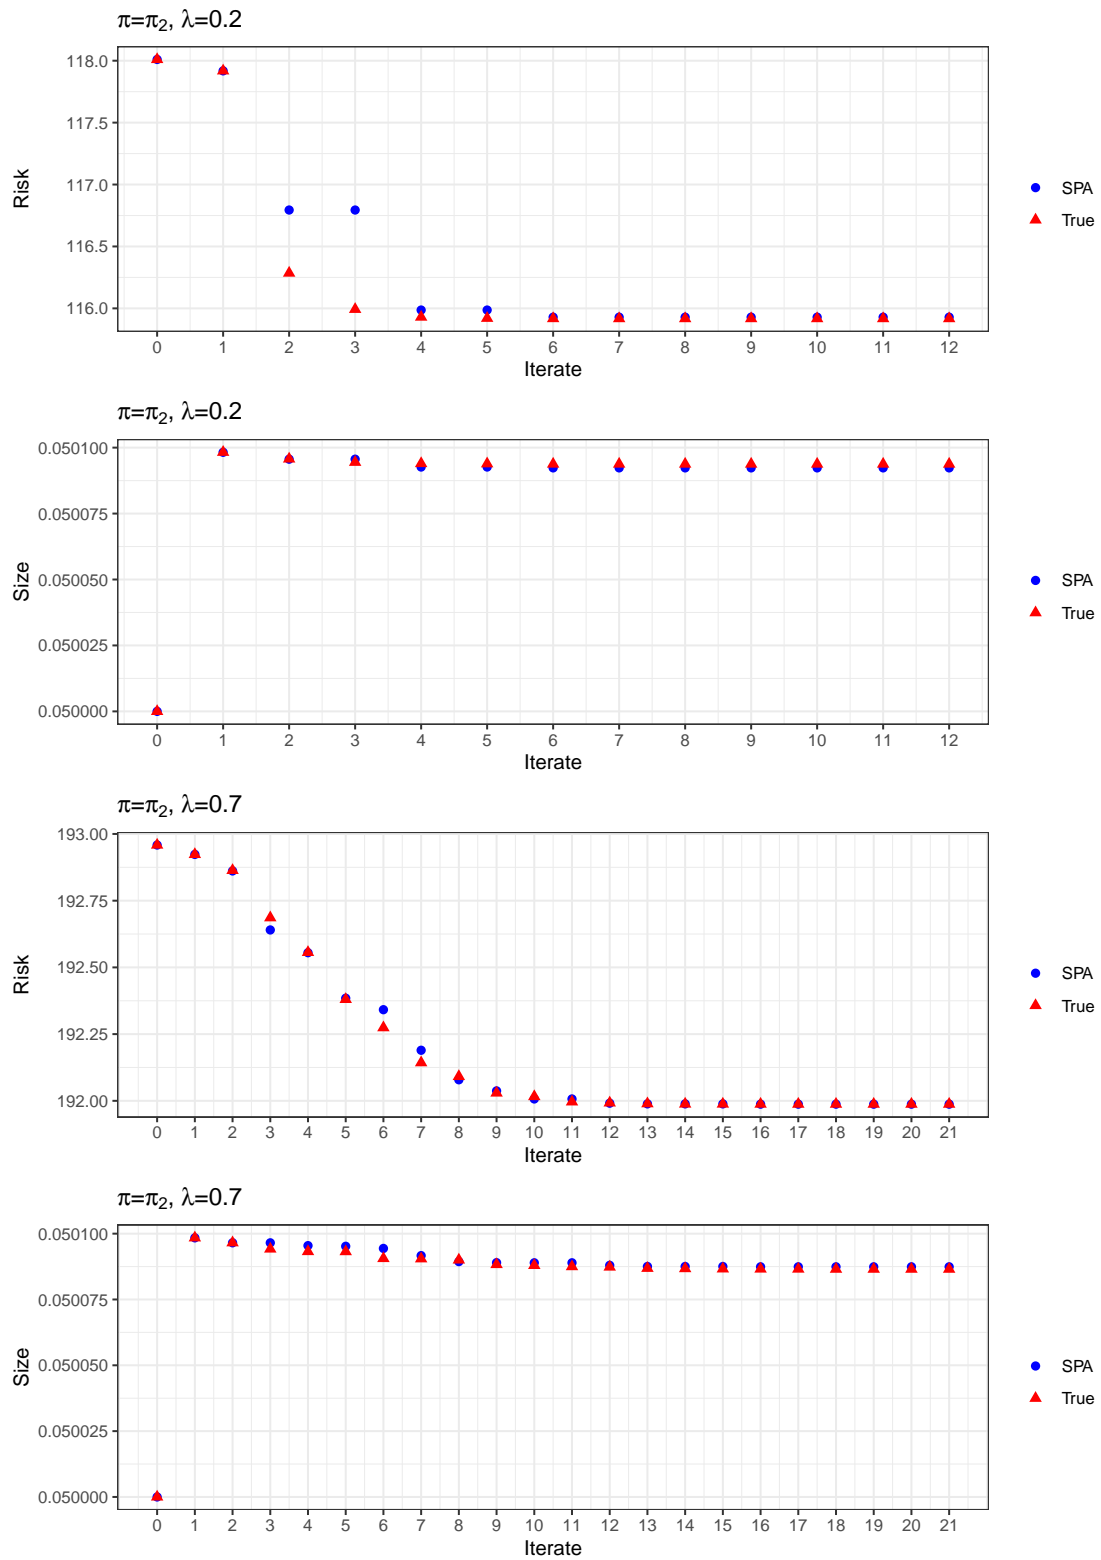 π=π₂, λ=0.2
118.0
117.5
117.0
116.5
116.0
Risk
0 1 2 3 4 5 6 7 8 9 10 11 12
Iterate
SPA
True
π=π₂, λ=0.2
0.050100
0.050075
0.050050
0.050025
0.050000
Size
0 1 2 3 4 5 6 7 8 9 10 11 12
Iterate
SPA
True
π=π₂, λ=0.7
193.00
192.75
192.50
192.25
192.00
Risk
0 1 2 3 4 5 6 7 8 9 10 11 12 13 14 15 16 17 18 19 20 21
Iterate
SPA
True
π=π₂, λ=0.7
0.050100
0.050075
0.050050
0.050025
0.050000
Size
0 1 2 3 4 5 6 7 8 9 10 11 12 13 14 15 16 17 18 19 20 21
Iterate
SPA
True